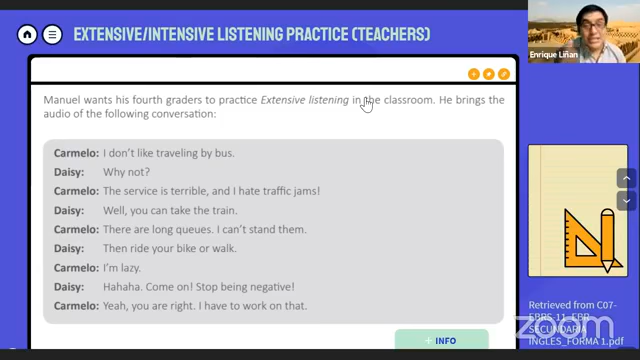 EXTENSIVE/INTENSIVE LISTENING PRACTICE (TEACHERS)
Enrique Liñan
Manuel wants his fourth graders to practice Extensive listening in the classroom. He brings the
audio of the following conversation:
Carmelo: I don't like traveling by bus.
Daisy: Why not?
Carmelo: The service is terrible, and I hate traffic jams!
Daisy: Well, you can take the train.
Carmelo: There are long queues. I can't stand them.
Daisy: Then ride your bike or walk.
Carmelo: I'm lazy.
Daisy: Hahaha. Come on! Stop being negative!
Carmelo: Yeah, you are right. I have to work on that.
+ INFO
Retrieved from C07-
EBRS-11_EBR
SECUNDARIA
INGLES_FORMA 1.pdf
zoom